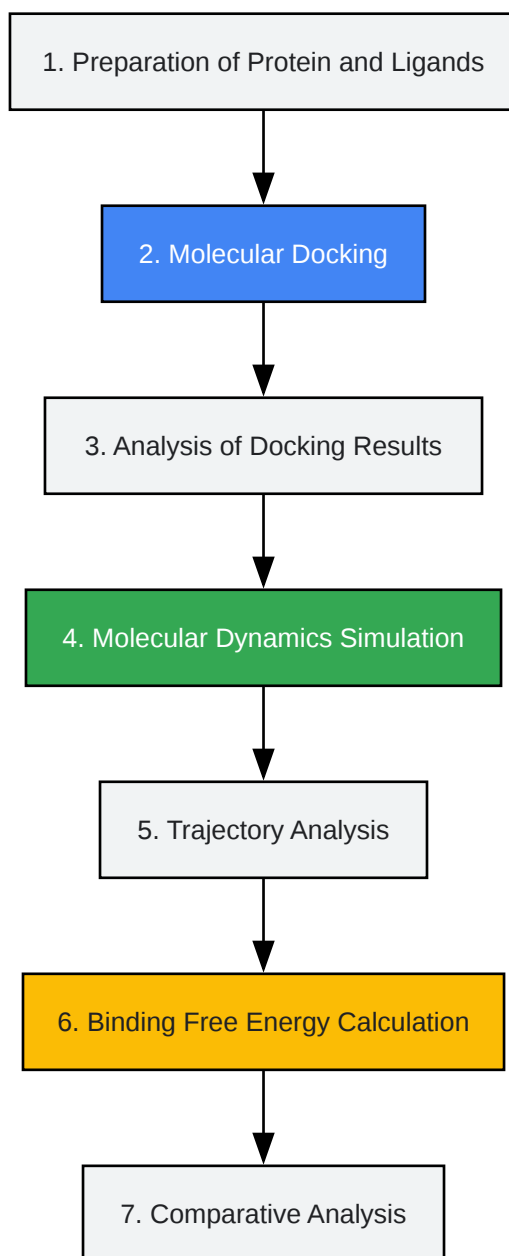 1. Preparation of Protein and Ligands
2. Molecular Docking
3. Analysis of Docking Results
4. Molecular Dynamics Simulation
5. Trajectory Analysis
6. Binding Free Energy Calculation
7. Comparative Analysis